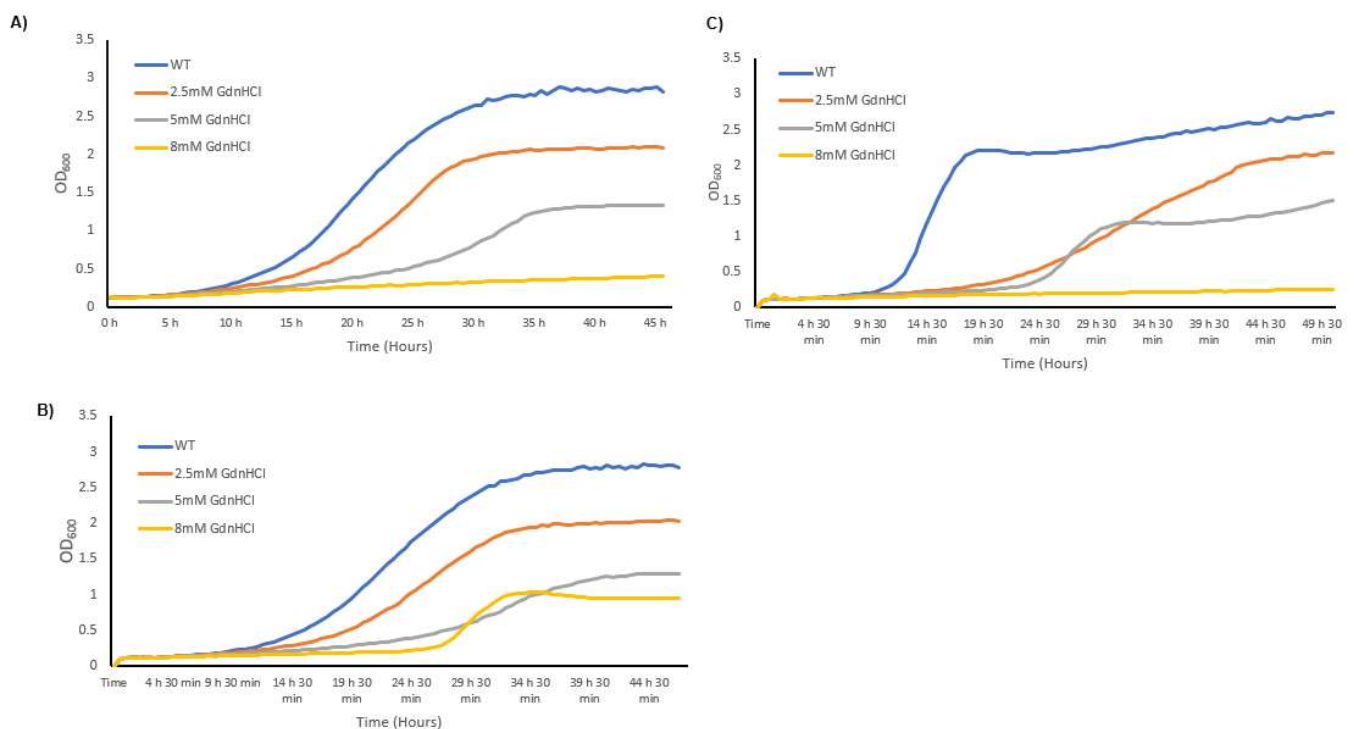 A)
3.5
3
2.5
2
1.5
1
0.5
0
OD600
WT
2.5mM GdnHCl
5mM GdnHCl
8mM GdnHCl
0 h 5 h 10 h 15 h 20 h 25 h 30 h 35 h 40 h 45 h
Time (Hours)
C)
3.5
3
2.5
2
1.5
1
0.5
0
OD600
WT
2.5mM GdnHCl
5mM GdnHCl
8mM GdnHCl
Time 4 h 30 9 h 30 14 h 30 19 h 30 24 h 30 29 h 30 34 h 30 39 h 30 44 h 30 49 h 30
min min min min min min min min min min
Time (Hours)
B)
3.5
3
2.5
2
1.5
1
0.5
0
OD600
WT
2.5mM GdnHCl
5mM GdnHCl
8mM GdnHCl
Time 4 h 30 min 9 h 30 min 14 h 30 19 h 30 24 h 30 29 h 30 34 h 30 39 h 30 44 h 30
min min min min min min min
Time (Hours)